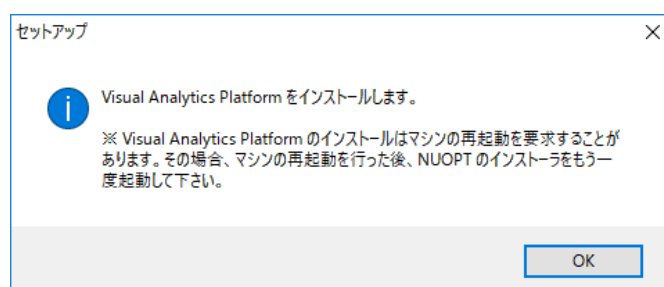 セットアップ
Visual Analytics Platform をインストールします。
※ Visual Analytics Platform のインストールはマシンの再起動を要求することが
あります。その場合、マシンの再起動を行った後、NUOPT のインストーラをもう一
度起動して下さい。
OK